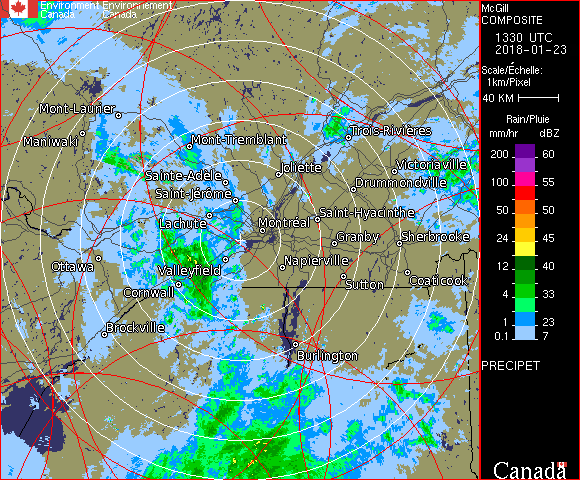 Environment Environnement
Canada Canada
Mont-Laurier
Maniwaki
Mont-Tremblant
Trois-Rivières
Joliette
Victoriaville
Sainte-Adèle
Drummondville
Saint-Jérôme
Lachute
Saint-Hyacinthe
Montréal
Granby
Sherbrooke
Ottawa
Valleyfield
Napierville
Cornwall
Sutton
Coaticook
Brockville
Burlington
McGill
COMPOSITE
1330 UTC
2018-01-23
Scale/Échelle:
1km/Pixel
40 KM
Rain/Pluie
mm/hr dBZ
200 60
100 55
50 50
24 45
12 40
4 33
1 23
0.1 7
PRECIPET
Canada